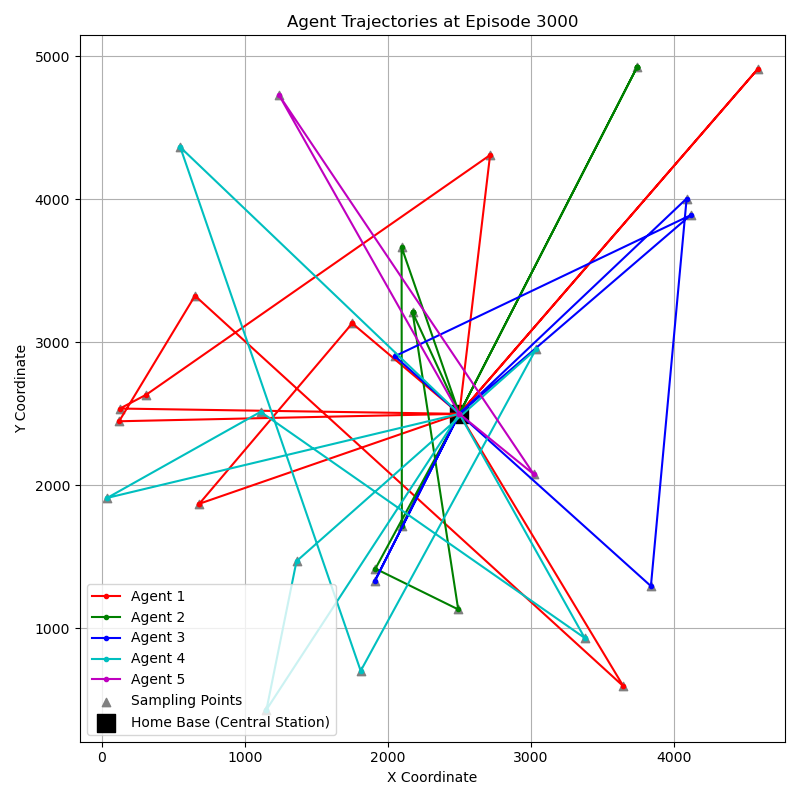 Agent Trajectories at Episode 3000
5000
4000
3000
2000
1000
Y Coordinate
Agent 1
Agent 2
Agent 3
Agent 4
Agent 5
Sampling Points
Home Base (Central Station)
0 1000 2000 3000 4000
X Coordinate